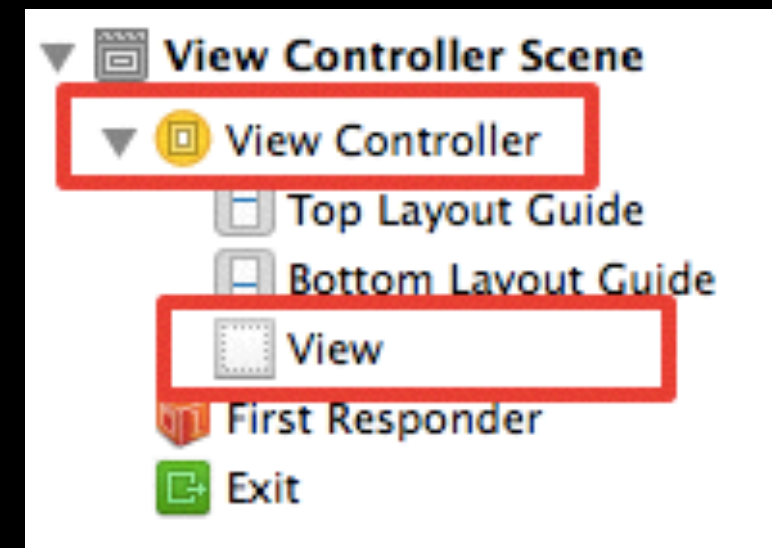 View Controller Scene
View Controller
Top Layout Guide
Bottom Layout Guide
View
First Responder
Exit